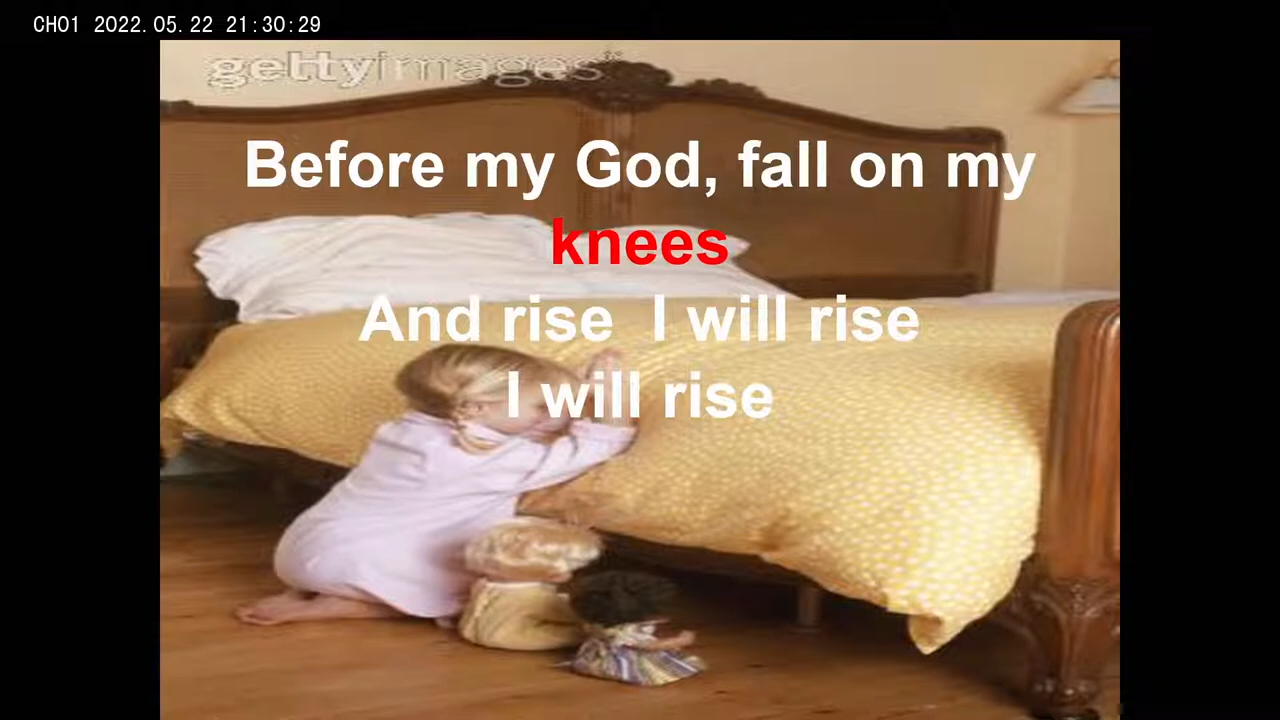 CH01 2022.05.22 21:30:29
gettyimages®
Before my God, fall on my
knees
And rise  I will rise
I will rise